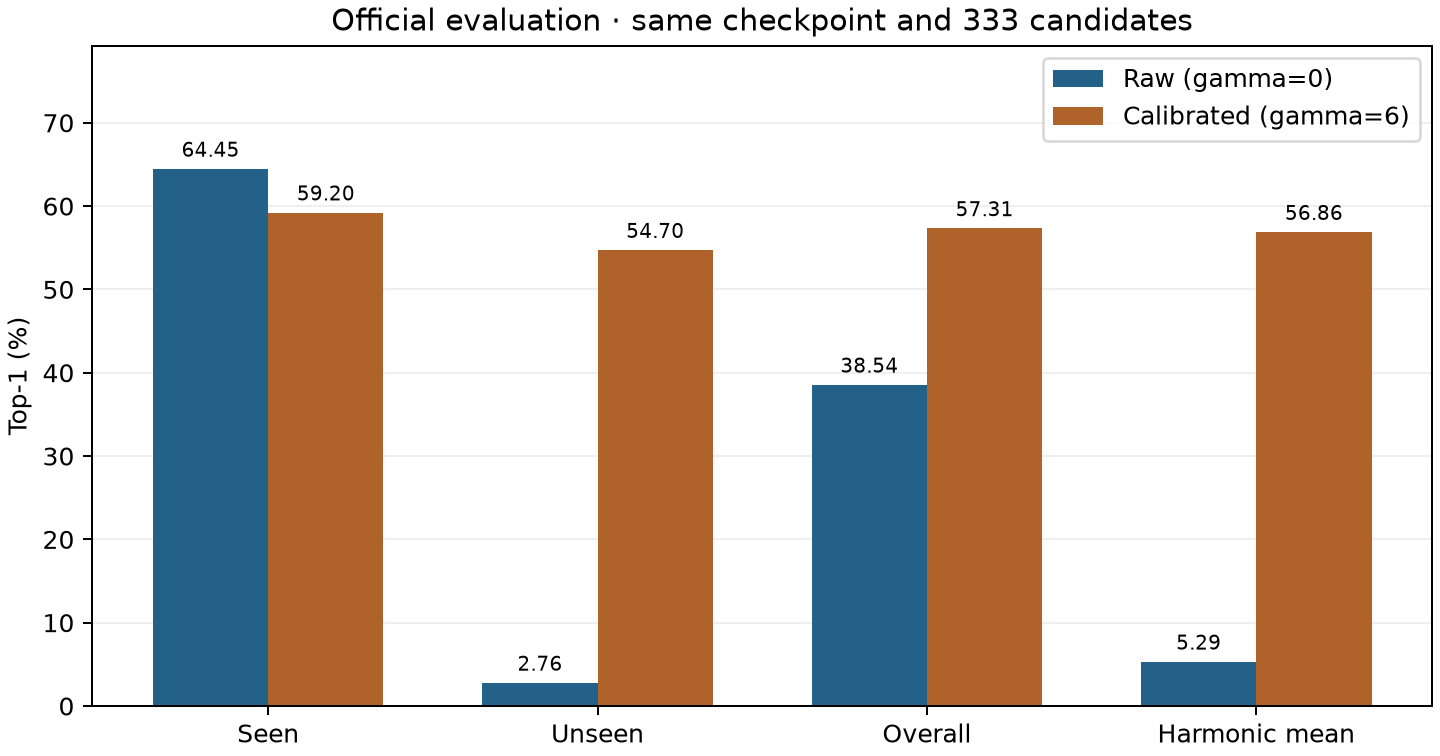 Official evaluation · same checkpoint and 333 candidates
Raw (gamma=0)
Calibrated (gamma=6)
Top-1 (%)
70
60
50
40
30
20
10
0
64.45
59.20
2.76
54.70
38.54
57.31
5.29
56.86
Seen
Unseen
Overall
Harmonic mean